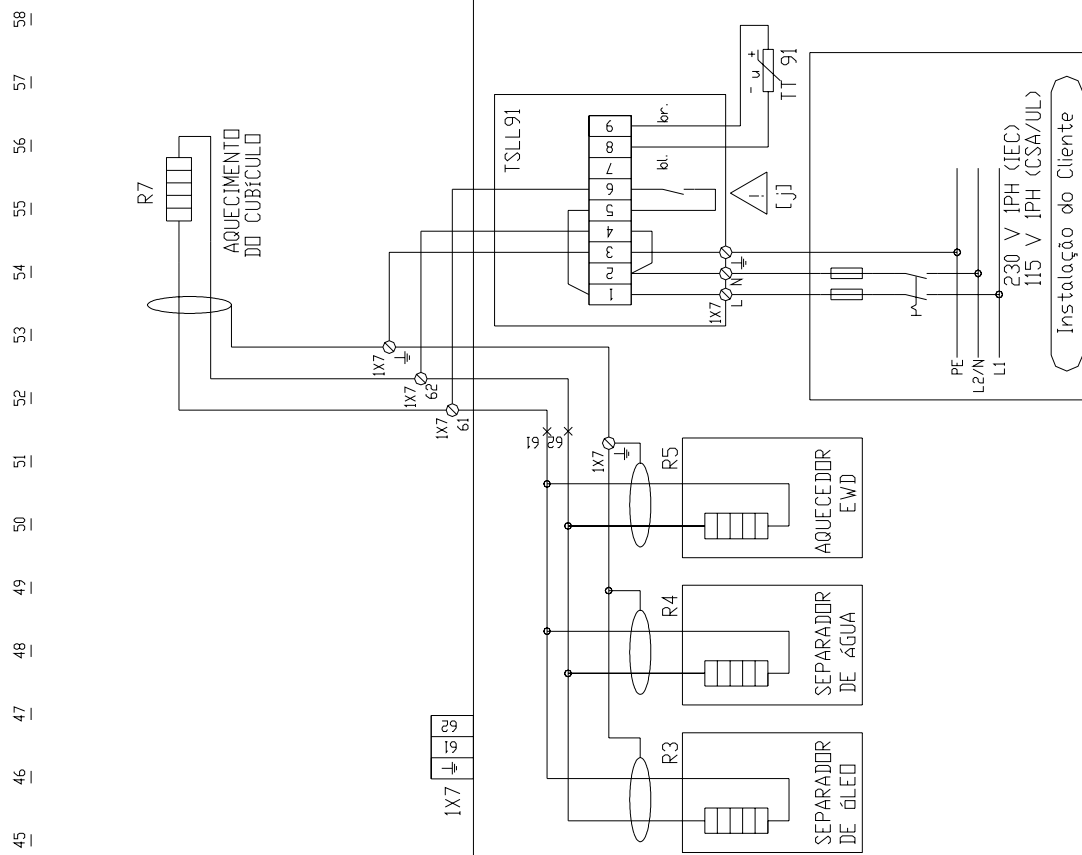 58
57
56
55
54
53
52
51
50
49
48
47
46
45
R7
AQUECIMENTO
DO CUBÍCULO
TSLL91
9
8
7
6
5
4
3
2
1
br.
bl.
- u +
TT 91
!
[j]
1X7
L
N
230 V 1PH (IEC)
115 V 1PH (CSA/UL)
Instalação do Cliente
PE
L2/N
L1
1X7
1X7
62
1X7
61
61
62
1X7
R5
AQUECEDOR
EWD
R4
SEPARADOR
DE ÁGUA
R3
SEPARADOR
DE ÓLEO
62
61
1X7